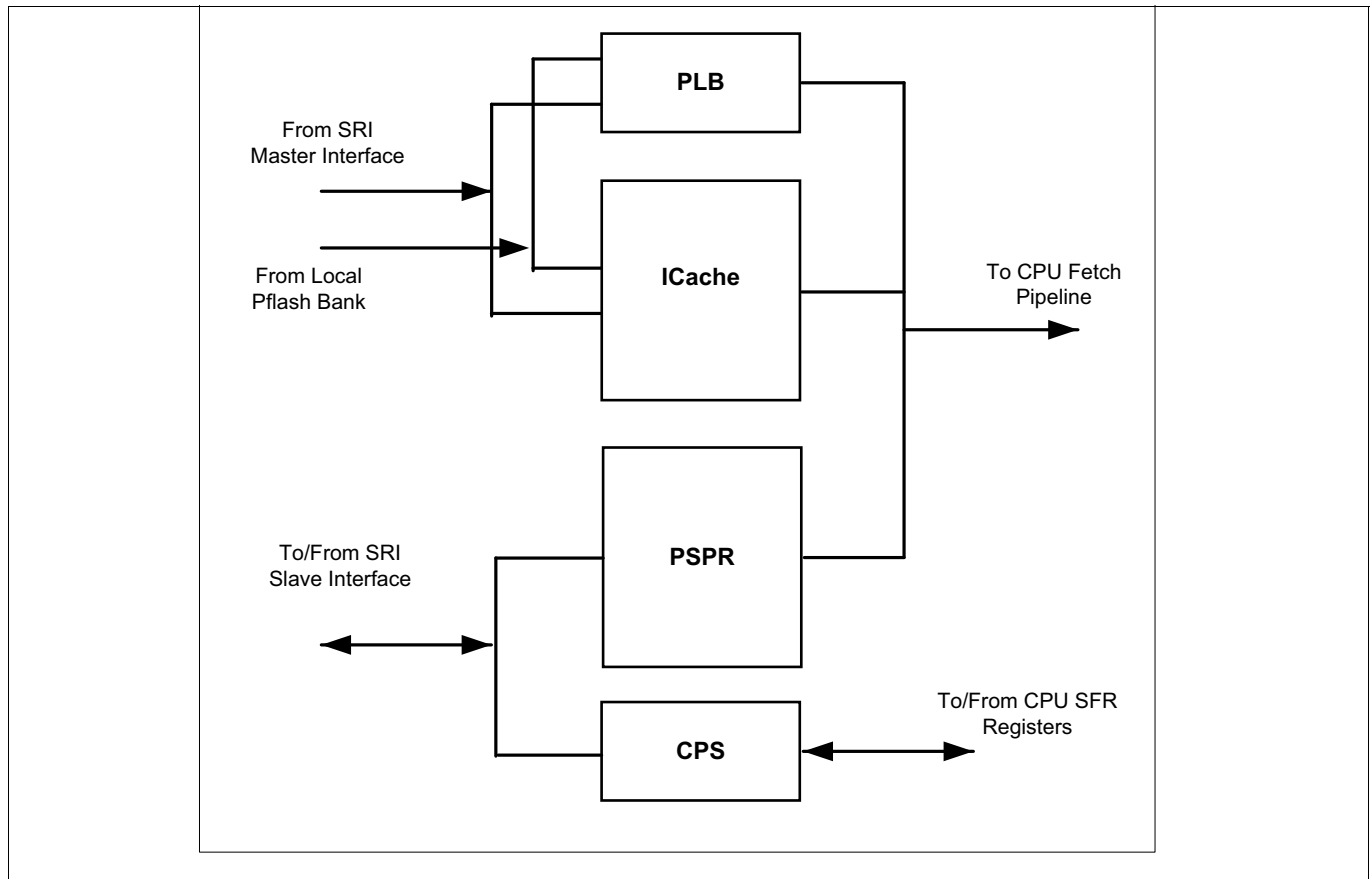 PLB
From SRI
Master Interface
From Local
Pflash Bank
ICache
To CPU Fetch
Pipeline
To/From SRI
Slave Interface
PSPR
To/From CPU SFR
Registers
CPS